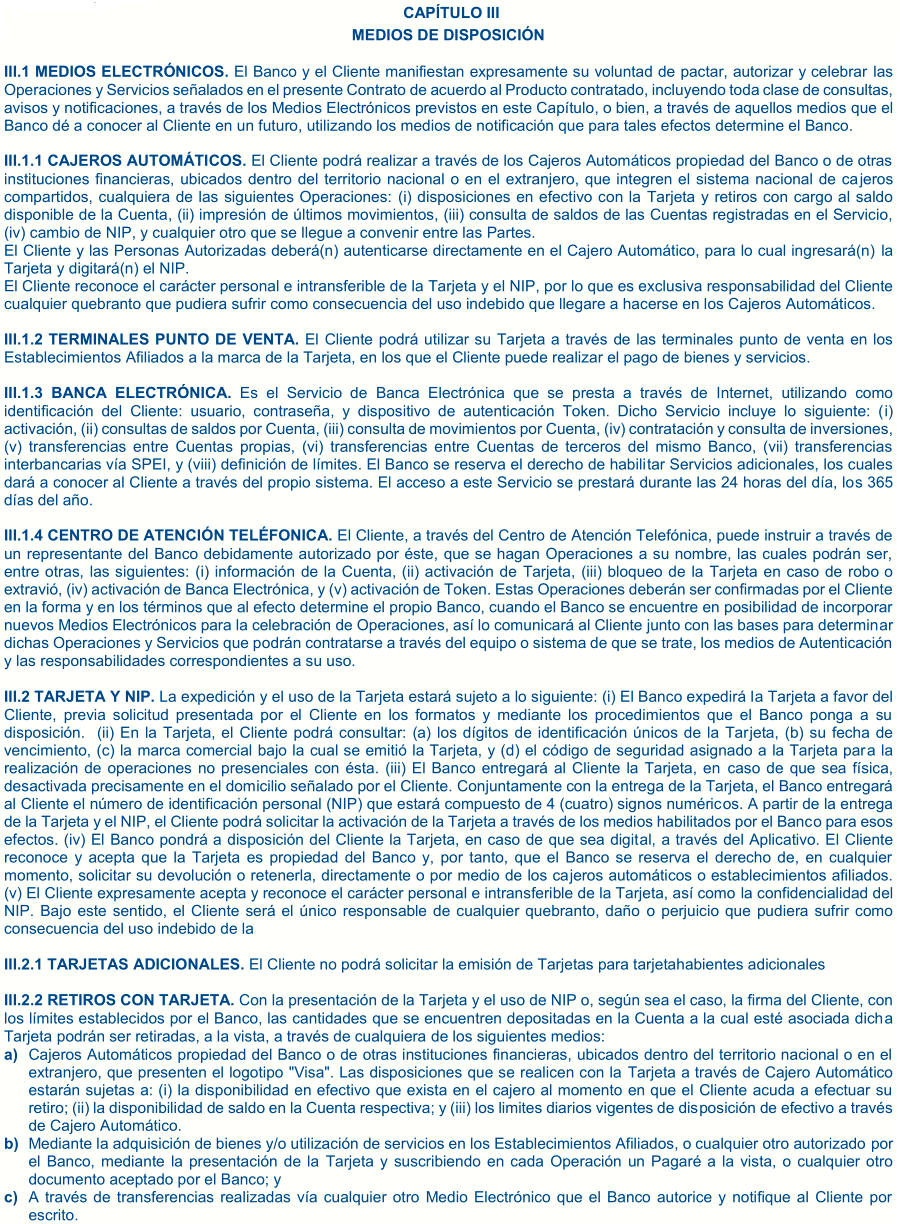 CAPÍTULO III
MEDIOS DE DISPOSICIÓN
III.1 MEDIOS ELECTRÓNICOS. El Banco y el Cliente manifiestan expresamente su voluntad de pactar, autorizar y celebrar las
Operaciones y Servicios señalados en el presente Contrato de acuerdo al Producto contratado, incluyendo toda clase de consultas,
avisos y notificaciones, a través de los Medios Electrónicos previstos en este Capítulo, o bien, a través de aquellos medios que el
Banco dé a conocer al Cliente en un futuro, utilizando los medios de notificación que para tales efectos determine el Banco.
III.1.1 CAJEROS AUTOMÁTICOS. El Cliente podrá realizar a través de los Cajeros Automáticos propiedad del Banco o de otras
instituciones financieras, ubicados dentro del territorio nacional o en el extranjero, que integren el sistema nacional de cajeros
compartidos, cualquiera de las siguientes Operaciones: (i) disposiciones en efectivo con la Tarjeta y retiros con cargo al saldo
disponible de la Cuenta, (ii) impresión de últimos movimientos, (iii) consulta de saldos de las Cuentas registradas en el Servicio,
(iv) cambio de NIP, y cualquier otro que se llegue a convenir entre las Partes.
El Cliente y las Personas Autorizadas deberá(n) autenticarse directamente en el Cajero Automático, para lo cual ingresará(n) la
Tarjeta y digitará(n) el NIP.
El Cliente reconoce el carácter personal e intransferible de la Tarjeta y el NIP, por lo que es exclusiva responsabilidad del Cliente
cualquier quebranto que pudiera sufrir como consecuencia del uso indebido que llegare a hacerse en los Cajeros Automáticos.
III.1.2 TERMINALES PUNTO DE VENTA. El Cliente podrá utilizar su Tarjeta a través de las terminales punto de venta en los
Establecimientos Afiliados a la marca de la Tarjeta, en los que el Cliente puede realizar el pago de bienes y servicios.
III.1.3 BANCA ELECTRÓNICA. Es el Servicio de Banca Electrónica que se presta a través de Internet, utilizando como
identificación del Cliente: usuario, contraseña, y dispositivo de autenticación Token. Dicho Servicio incluye lo siguiente: (i)
activación, (ii) consultas de saldos por Cuenta, (iii) consulta de movimientos por Cuenta, (iv) contratación y consulta de inversiones,
(v) transferencias entre Cuentas propias, (vi) transferencias entre Cuentas de terceros del mismo Banco, (vii) transferencias
interbancarias vía SPEI, y (viii) definición de límites. El Banco se reserva el derecho de habilitar Servicios adicionales, los cuales
dará a conocer al Cliente a través del propio sistema. El acceso a este Servicio se prestará durante las 24 horas del día, los 365
días del año.
III.1.4 CENTRO DE ATENCIÓN TELÉFONICA. El Cliente, a través del Centro de Atención Telefónica, puede instruir a través de
un representante del Banco debidamente autorizado por éste, que se hagan Operaciones a su nombre, las cuales podrán ser,
entre otras, las siguientes: (i) información de la Cuenta, (ii) activación de Tarjeta, (iii) bloqueo de la Tarjeta en caso de robo o
extravió, (iv) activación de Banca Electrónica, y (v) activación de Token. Estas Operaciones deberán ser confirmadas por el Cliente
en la forma y en los términos que al efecto determine el propio Banco, cuando el Banco se encuentre en posibilidad de incorporar
nuevos Medios Electrónicos para la celebración de Operaciones, así lo comunicará al Cliente junto con las bases para determinar
dichas Operaciones y Servicios que podrán contratarse a través del equipo o sistema de que se trate, los medios de Autenticación
y las responsabilidades correspondientes a su uso.
III.2 TARJETA Y NIP. La expedición y el uso de la Tarjeta estará sujeto a lo siguiente: (i) El Banco expedirá la Tarjeta a favor del
Cliente, previa solicitud presentada por el Cliente en los formatos y mediante los procedimientos que el Banco ponga a su
disposición. (ii) En la Tarjeta, el Cliente podrá consultar: (a) los dígitos de identificación únicos de la Tarjeta, (b) su fecha de
vencimiento, (c) la marca comercial bajo la cual se emitió la Tarjeta, y (d) el código de seguridad asignado a la Tarjeta para la
realización de operaciones no presenciales con ésta. (iii) El Banco entregará al Cliente la Tarjeta, en caso de que sea física,
desactivada precisamente en el domicilio señalado por el Cliente. Conjuntamente con la entrega de la Tarjeta, el Banco entregará
al Cliente el número de identificación personal (NIP) que estará compuesto de 4 (cuatro) signos numéricos. A partir de la entrega
de la Tarjeta y el NIP, el Cliente podrá solicitar la activación de la Tarjeta a través de los medios habilitados por el Banco para esos
efectos. (iv) El Banco pondrá a disposición del Cliente la Tarjeta, en caso de que sea digital, a través del Aplicativo. El Cliente
reconoce y acepta que la Tarjeta es propiedad del Banco y, por tanto, que el Banco se reserva el derecho de, en cualquier
momento, solicitar su devolución o retenerla, directamente o por medio de los cajeros automáticos o establecimientos afiliados.
(v) El Cliente expresamente acepta y reconoce el carácter personal e intransferible de la Tarjeta, así como la confidencialidad del
NIP. Bajo este sentido, el Cliente será el único responsable de cualquier quebranto, daño o perjuicio que pudiera sufrir como
consecuencia del uso indebido de la
III.2.1 TARJETAS ADICIONALES. El Cliente no podrá solicitar la emisión de Tarjetas para tarjetahabientes adicionales
III.2.2 RETIROS CON TARJETA. Con la presentación de la Tarjeta y el uso de NIP o, según sea el caso, la firma del Cliente, con
los límites establecidos por el Banco, las cantidades que se encuentren depositadas en la Cuenta a la cual esté asociada dicha
Tarjeta podrán ser retiradas, a la vista, a través de cualquiera de los siguientes medios:
a) Cajeros Automáticos propiedad del Banco o de otras instituciones financieras, ubicados dentro del territorio nacional o en el
extranjero, que presenten el logotipo "Visa". Las disposiciones que se realicen con la Tarjeta a través de Cajero Automático
estarán sujetas a: (i) la disponibilidad en efectivo que exista en el cajero al momento en que el Cliente acuda a efectuar su
retiro; (ii) la disponibilidad de saldo en la Cuenta respectiva; y (iii) los limites diarios vigentes de disposición de efectivo a través
de Cajero Automático.
b) Mediante la adquisición de bienes y/o utilización de servicios en los Establecimientos Afiliados, o cualquier otro autorizado por
el Banco, mediante la presentación de la Tarjeta y suscribiendo en cada Operación un Pagaré a la vista, o cualquier otro
documento aceptado por el Banco; y
c) A través de transferencias realizadas vía cualquier otro Medio Electrónico que el Banco autorice y notifique al Cliente por
escrito.